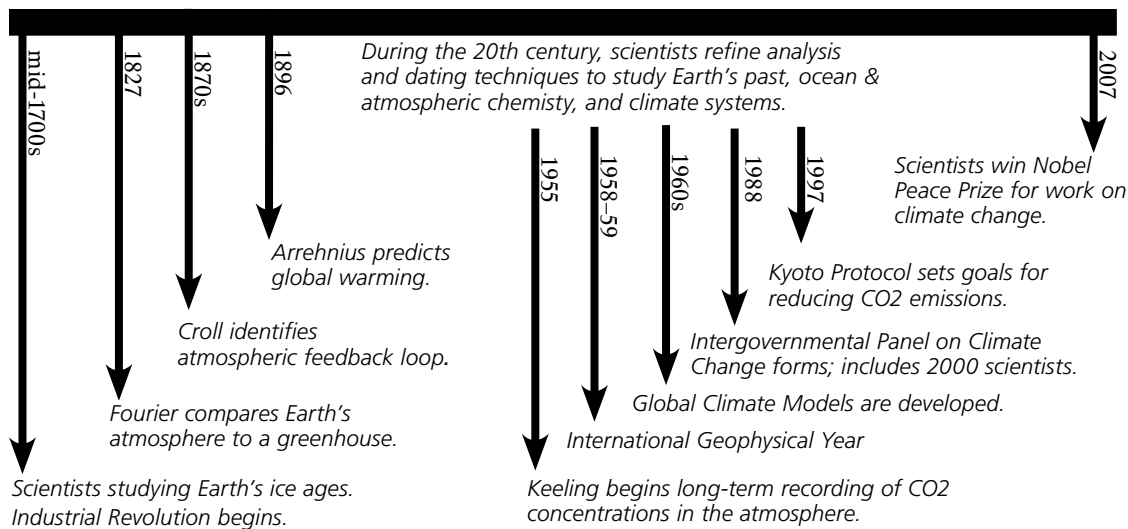 mid-1700s
Scientists studying Earth's ice ages.
Industrial Revolution begins.
1827
Fourier compares Earth's
atmosphere to a greenhouse.
1870s
Croll identifies
atmospheric feedback loop.
1896
Arrehnius predicts
global warming.
During the 20th century, scientists refine analysis
and dating techniques to study Earth's past, ocean &
atmospheric chemisty, and climate systems.
1955
Keeling begins long-term recording of CO2
concentrations in the atmosphere.
1958–59
International Geophysical Year
1960s
Global Climate Models are developed.
1988
Intergovernmental Panel on Climate
Change forms; includes 2000 scientists.
1997
Kyoto Protocol sets goals for
reducing CO2 emissions.
2007
Scientists win Nobel
Peace Prize for work on
climate change.